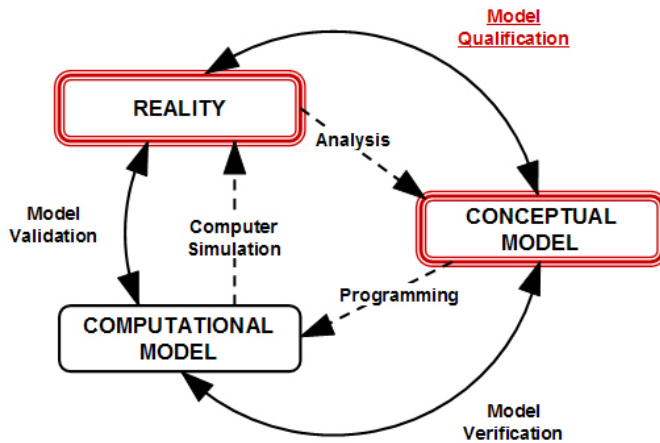 Model
Qualification
REALITY
Analysis
CONCEPTUAL
MODEL
Model
Validation
Computer
Simulation
Programming
COMPUTATIONAL
MODEL
Model
Verification